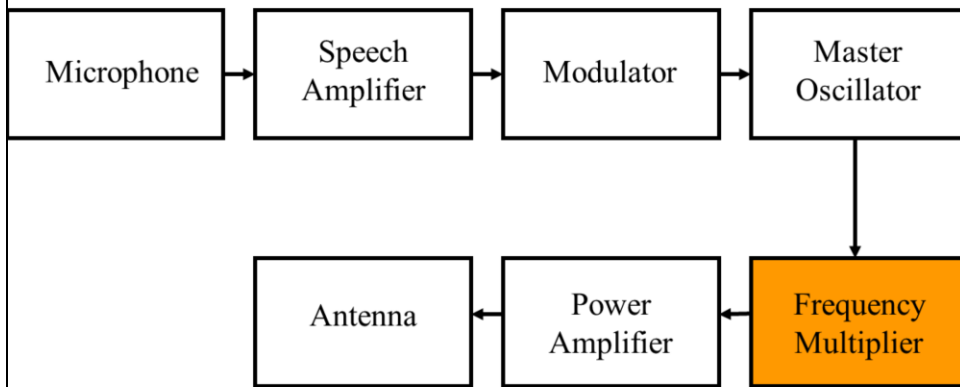 Microphone
Speech
Amplifier
Modulator
Master
Oscillator
Antenna
Power
Amplifier
Frequency
Multiplier